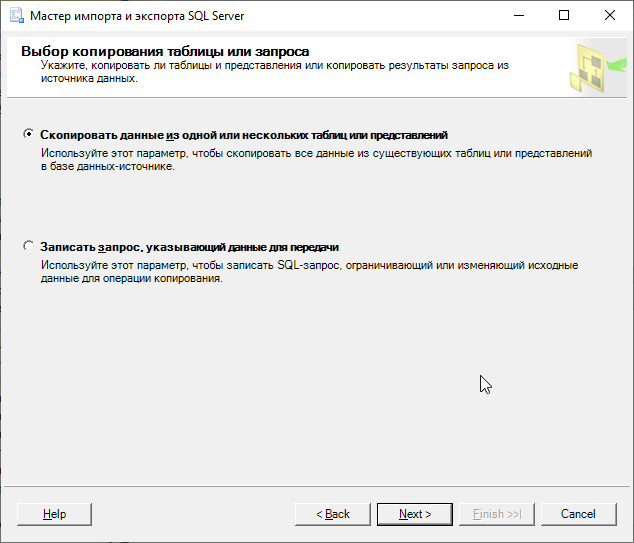 Мастер импорта и экспорта SQL Server
Выбор копирования таблицы или запроса
Укажите, копировать ли таблицы и представления или копировать результаты запроса из
источника данных.
Скопировать данные из одной или нескольких таблиц или представлений
Используйте этот параметр, чтобы скопировать все данные из существующих таблиц или представлений
в базе данных-источнике.
Записать запрос, указывающий данные для передачи
Используйте этот параметр, чтобы записать SQL-запрос, ограничивающий или изменяющий исходные
данные для операции копирования.
Help
< Back
Next >
Finish >>|
Cancel